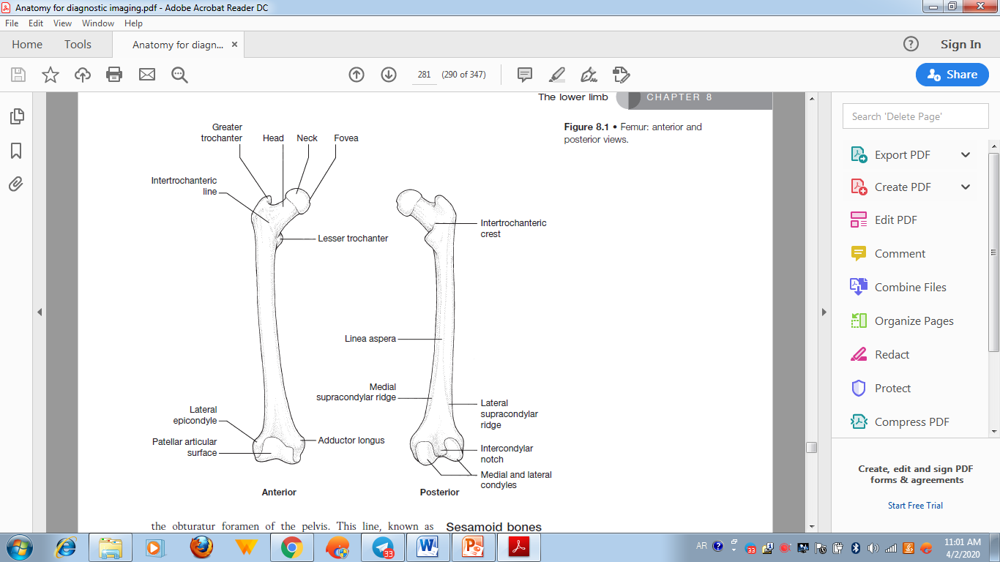 Anatomy for diagnostic imaging.pdf - Adobe Acrobat Reader DC
File Edit View Window Help
Home Tools Anatomy for diagn... × Sign In
281 (290 of 347) Share
The lower limb CHAPTER 8
Figure 8.1 • Femur: anterior and
posterior views.
Greater
trochanter Head Neck Fovea
Intertrochanteric
line
Lesser trochanter
Intertrochanteric
crest
Linea aspera
Medial
supracondylar ridge
Lateral
supracondylar
ridge
Lateral
epicondyle
Adductor longus
Patellar articular
surface
Intercondylar
notch
Medial and lateral
condyles
Anterior
Posterior
the obturatur foramen of the pelvis. This line, known as
Sesamoid bones
Search 'Delete Page'
Export PDF
Create PDF
Edit PDF
Comment
Combine Files
Organize Pages
Redact
Protect
Compress PDF
Create, edit and sign PDF
forms & agreements
Start Free Trial
33
AR
33
11:01 AM
4/2/2020